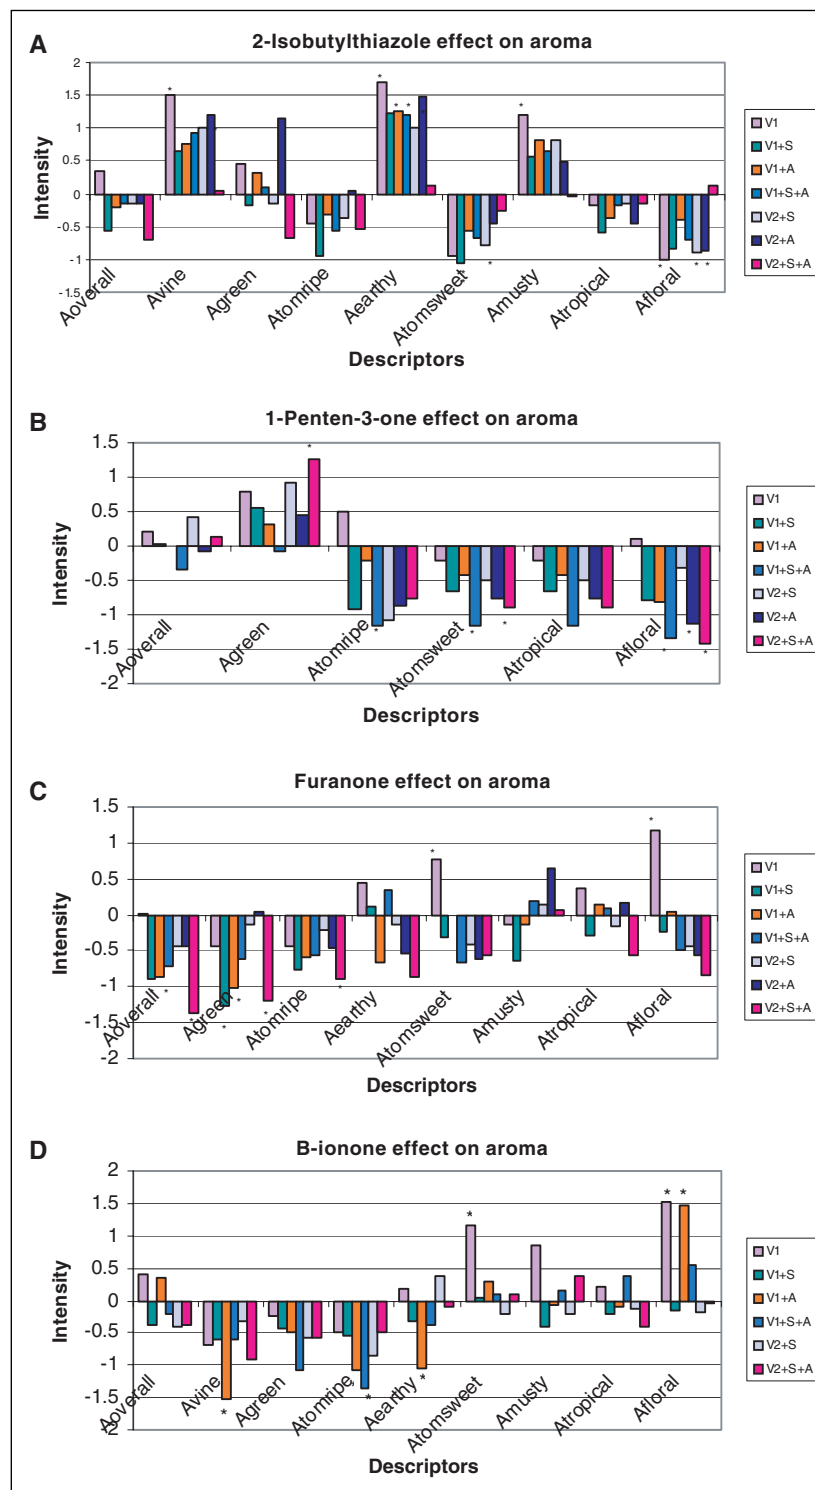 A
2-Isobutylthiazole effect on aroma
2
1.5
1
0.5
0
-0.5
-1
-1.5
Intensity
* * * * * * * * *
Aoverall Avine Agreen Atomripe Aearthy Atomsweet Amusty Atropical Afloral
Descriptors
V1
V1+S
V1+A
V1+S+A
V2+S
V2+A
V2+S+A
B
1-Penten-3-one effect on aroma
1.5
1
0.5
0
-0.5
-1
-1.5
-2
Intensity
* * * * * * *
Aoverall Agreen Atomripe Atomsweet Atropical Afloral
Descriptors
V1
V1+S
V1+A
V1+S+A
V2+S
V2+A
V2+S+A
C
Furanone effect on aroma
1.5
1
0.5
0
-0.5
-1
-1.5
-2
Intensity
* * * * * * * *
Aoverall Agreen Atomripe Aearthy Atomsweet Amusty Atropical Afloral
Descriptors
V1
V1+S
V1+A
V1+S+A
V2+S
V2+A
V2+S+A
D
B-ionone effect on aroma
2
1.5
1
0.5
0
-0.5
-1
-1.5
-2
Intensity
* * * * * *
Aoverall Avine Agreen Atomripe Aearthy Atomsweet Amusty Atropical Afloral
Descriptors
V1
V1+S
V1+A
V1+S+A
V2+S
V2+S+A